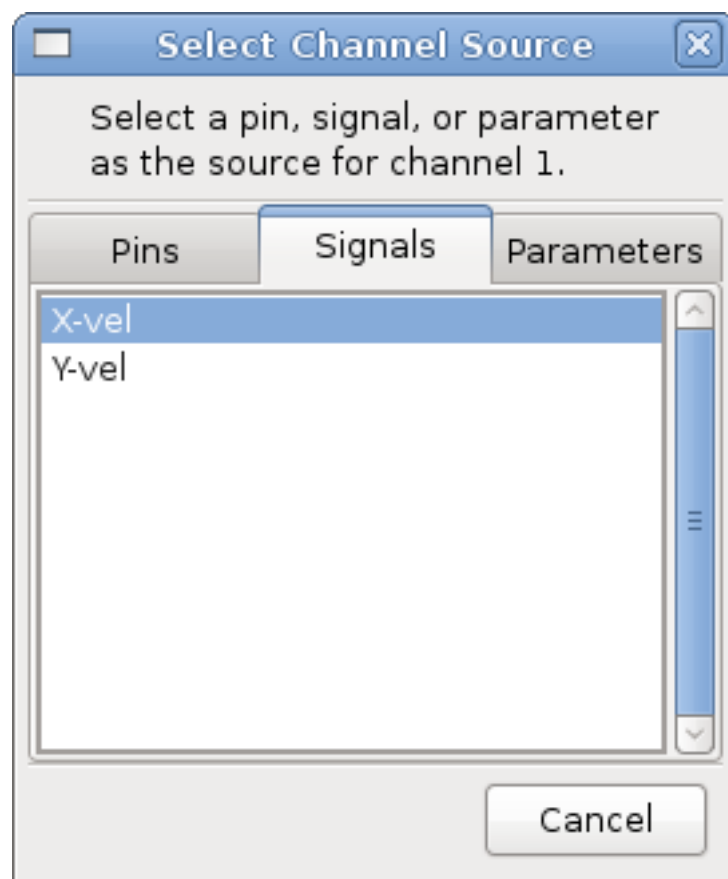 Select Channel Source
Select a pin, signal, or parameter
as the source for channel 1.
Pins
Signals
Parameters
X-vel
Y-vel
Cancel